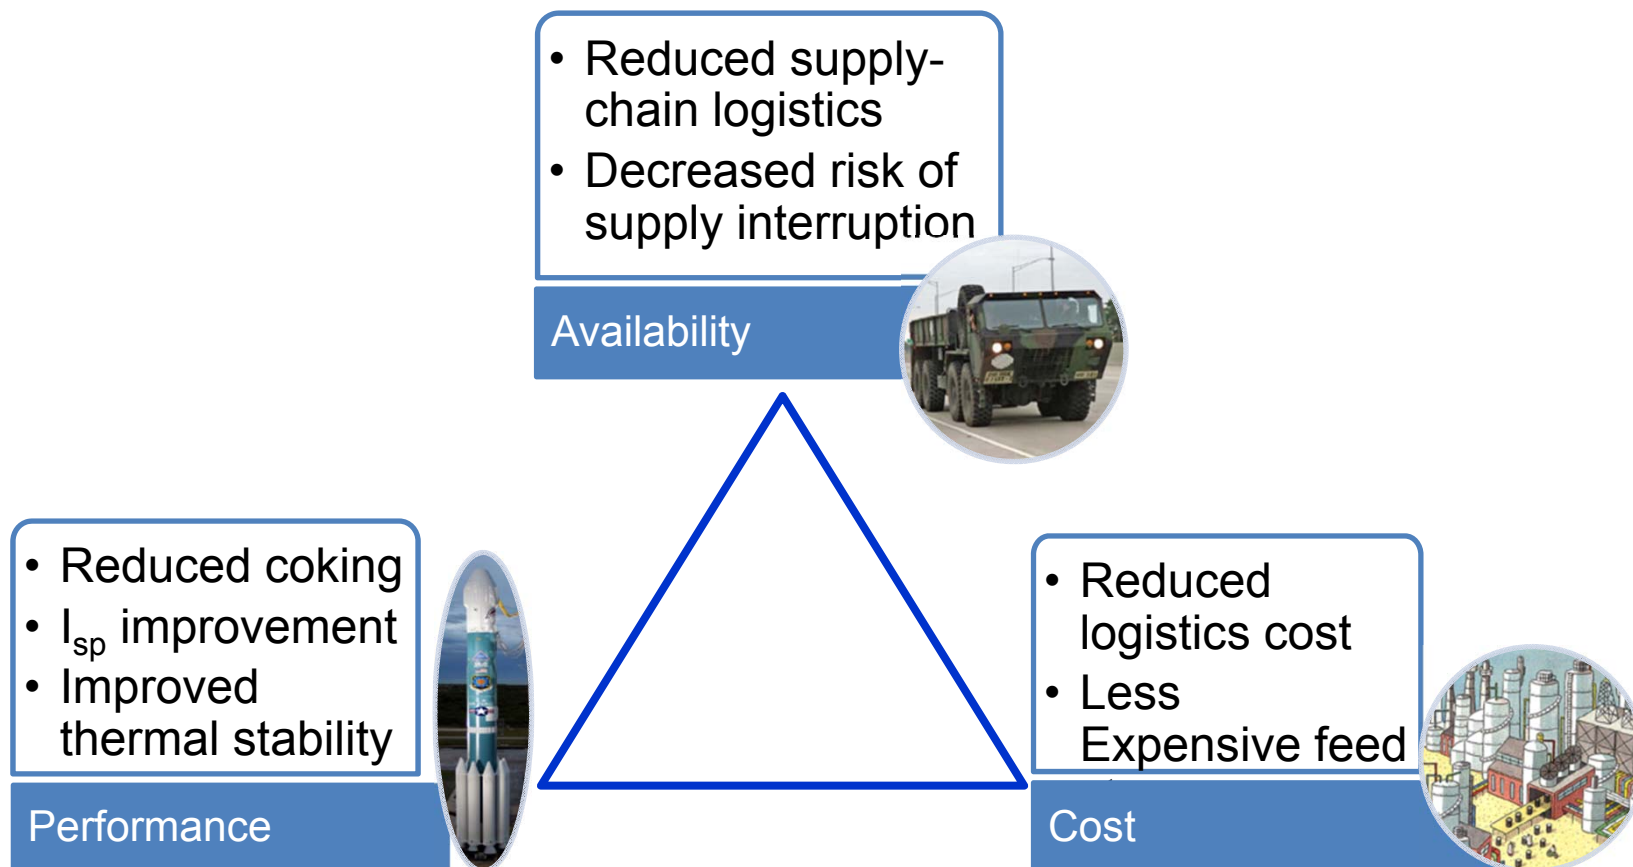 • Reduced supply-
chain logistics
• Decreased risk of
supply interruption
Availability
• Reduced coking
• Isp improvement
• Improved
thermal stability
Performance
• Reduced
logistics cost
• Less
Expensive feed
Cost